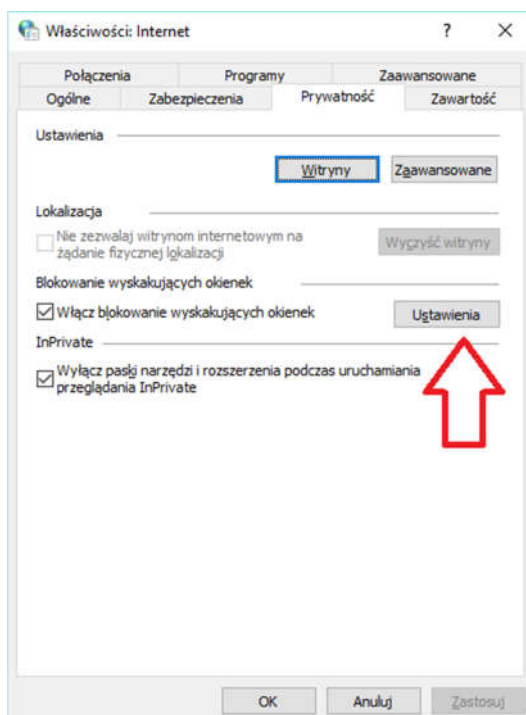 Właściwości: Internet
?
Połączenia Programy Zaawansowane
Ogólne Zabezpieczenia Prywatność Zawartość
Ustawienia
Witryny Zaawansowane
Lokalizacja
Nie zezwalaj witrynom internetowym na
żądanie fizycznej lokalizacji
Wyczyść witryny
Blokowanie wyskakujących okienek
Włącz blokowanie wyskakujących okienek Ustawienia
InPrivate
Wyłącz paski narzędzi i rozszerzenia podczas uruchamiania
przeglądania InPrivate
OK Anuluj Zastosuj